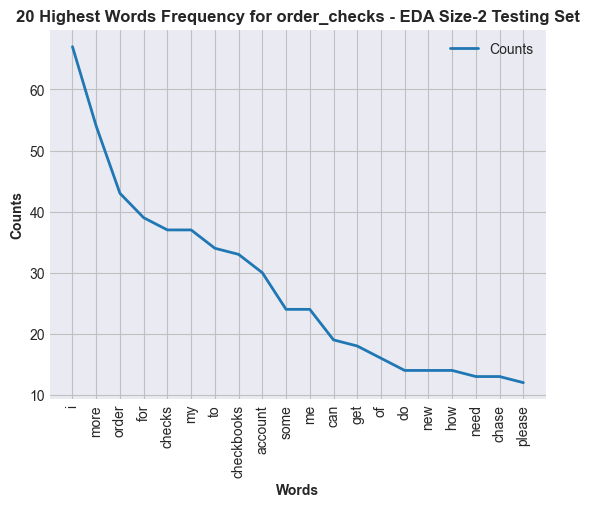 20 Highest Words Frequency for order_checks - EDA Size-2 Testing Set
Counts
60
50
40
30
20
10
Counts
i
more
order
for
checks
my
to
checkbooks
account
some
me
can
get
of
do
new
how
need
chase
please
Words